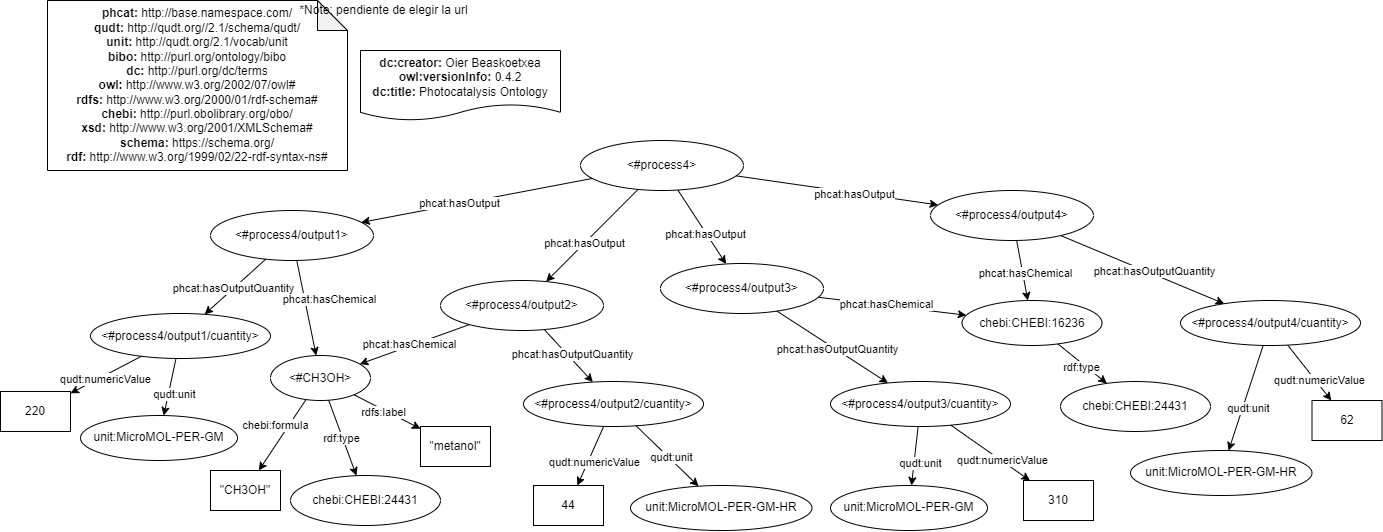 phcat: http://base.namespace.com/
*Note: pendiente de elegir la url
qudt: http://qudt.org//2.1/schema/qudt/
unit: http://qudt.org/2.1/vocab/unit
bibo: http://purl.org/ontology/bibo
dc: http://purl.org/dc/terms
owl: http://www.w3.org/2002/07/owl#
rdfs: http://www.w3.org/2000/01/rdf-schema#
chebi: http://purl.obolibrary.org/obo/
xsd: http://www.w3.org/2001/XMLSchema#
schema: https://schema.org/
rdf: http://www.w3.org/1999/02/22-rdf-syntax-ns#
dc:creator: Oier Beaskoetxea
owl:versionInfo: 0.4.2
dc:title: Photocatalysis Ontology
<#process4>
phcat:hasOutput
phcat:hasOutput
phcat:hasOutput
phcat:hasOutput
<#process4/output1>
<#process4/output2>
<#process4/output3>
<#process4/output4>
phcat:hasOutputQuantity
phcat:hasChemical
phcat:hasChemical
phcat:hasOutputQuantity
phcat:hasChemical
phcat:hasOutputQuantity
phcat:hasChemical
phcat:hasOutputQuantity
<#process4/output1/cuantity>
<#CH3OH>
<#process4/output2/cuantity>
<#process4/output3/cuantity>
chebi:CHEBI:16236
<#process4/output4/cuantity>
qudt:numericValue
qudt:unit
220
unit:MicroMOL-PER-GM
chebi:formula
rdf:type
rdfs:label
"CH3OH"
chebi:CHEBI:24431
"metanol"
qudt:numericValue
qudt:unit
44
unit:MicroMOL-PER-GM-HR
qudt:unit
qudt:numericValue
unit:MicroMOL-PER-GM
310
rdf:type
chebi:CHEBI:24431
qudt:unit
qudt:numericValue
unit:MicroMOL-PER-GM-HR
62